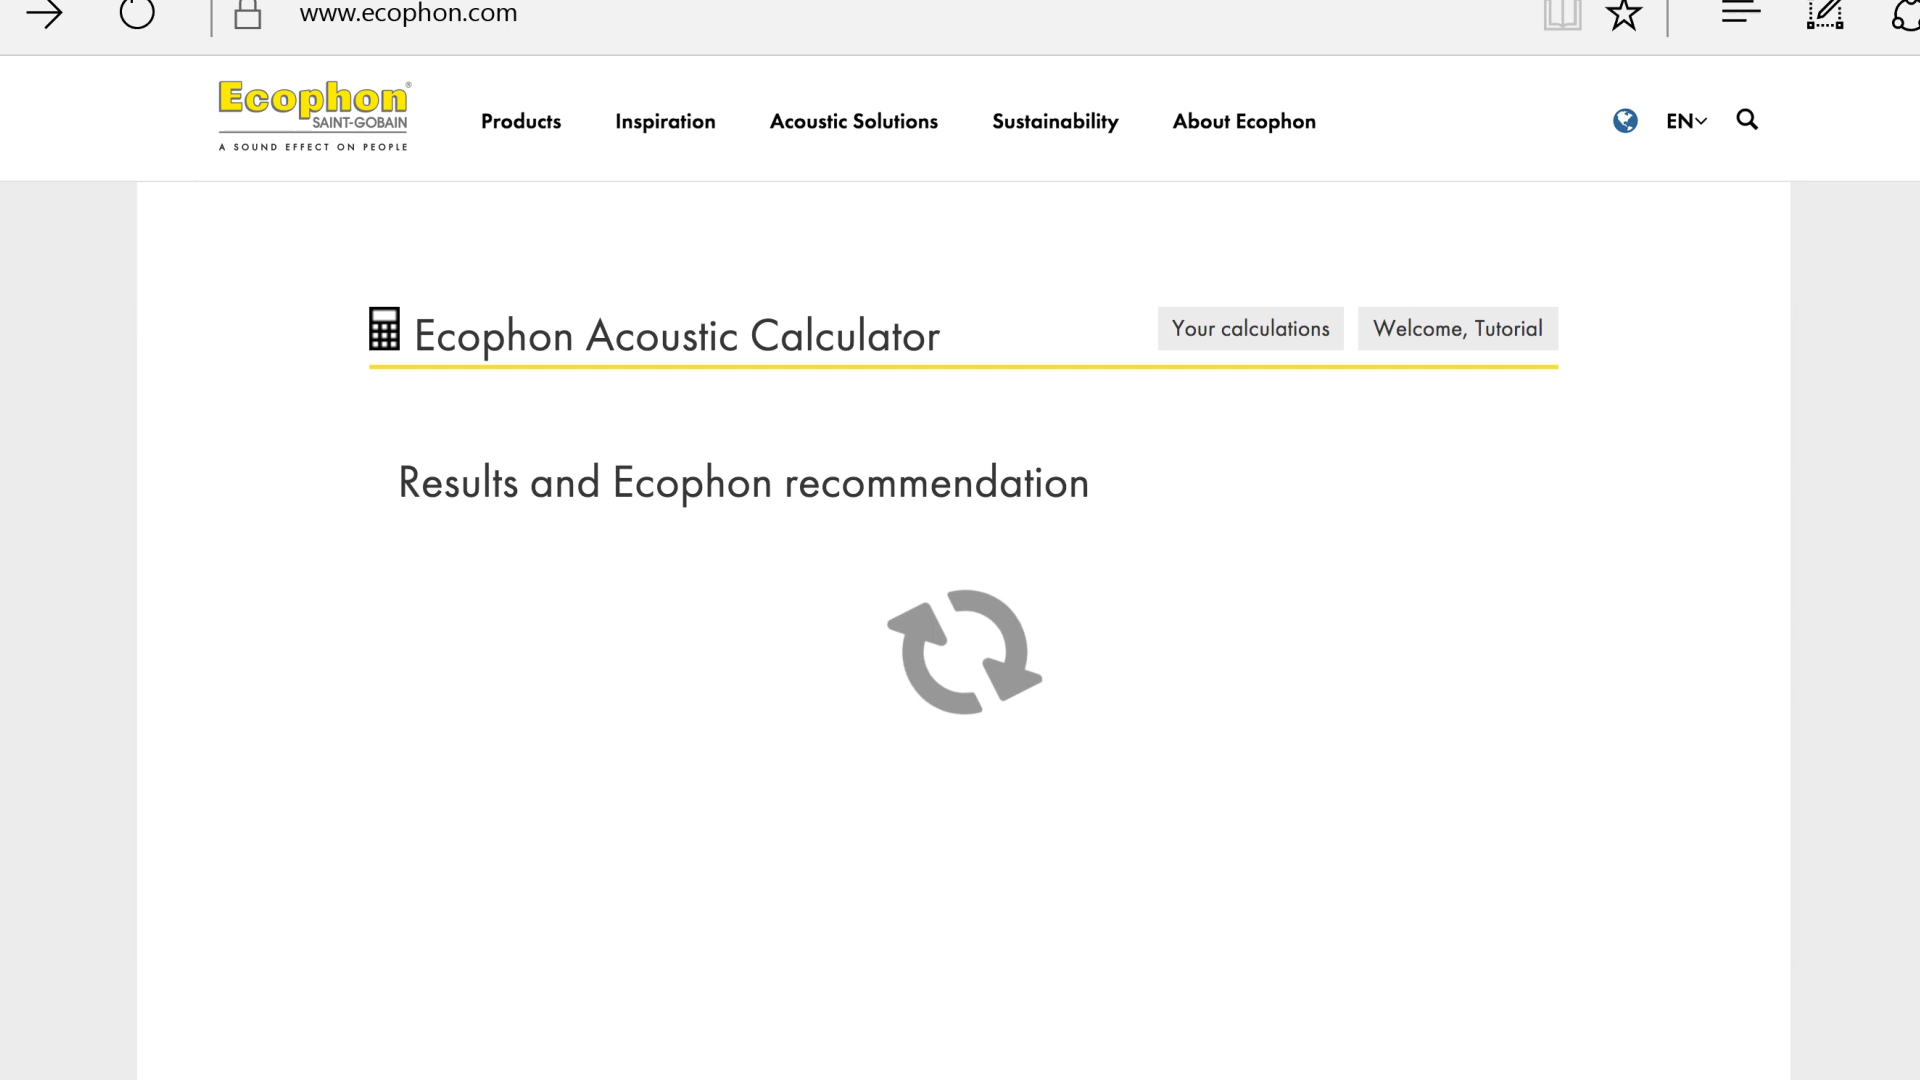 www.ecophon.com
Ecophon®
SAINT-GOBAIN
A SOUND EFFECT ON PEOPLE
Products Inspiration Acoustic Solutions Sustainability About Ecophon EN
Ecophon Acoustic Calculator
Your calculations
Welcome, Tutorial
Results and Ecophon recommendation